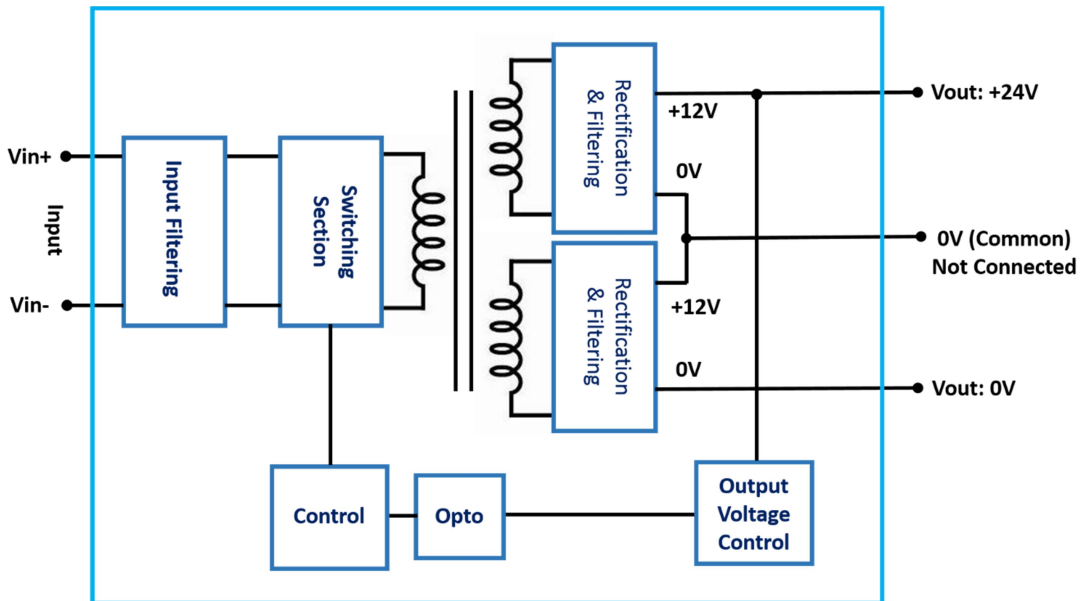 Vin+
Input
Vin-
Input Filtering
Switching
Section
Rectification
& Filtering
+12V
0V
Rectification
& Filtering
+12V
0V
Vout: +24V
0V (Common)
Not Connected
Vout: 0V
Control
Opto
Output
Voltage
Control